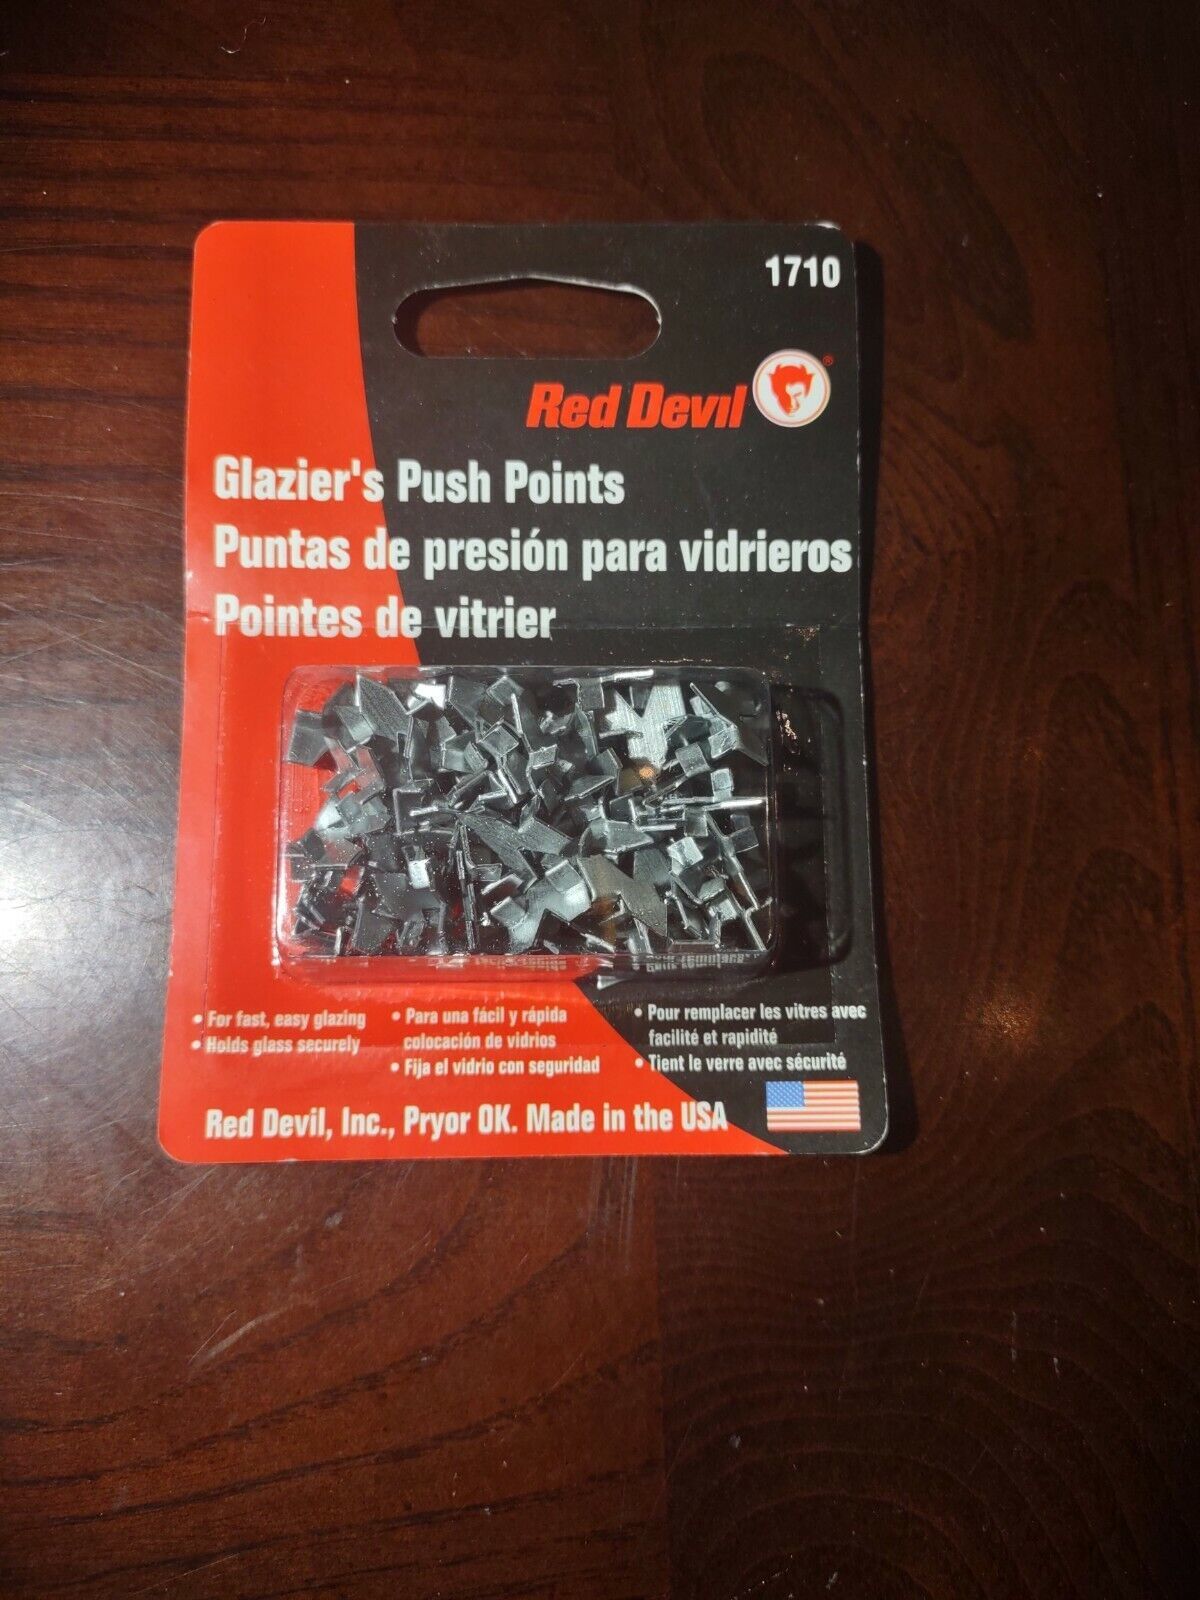 1710
Red Devil ®
Glazier's Push Points
Puntas de presión para vidrieros
Pointes de vitrier
• For fast, easy glazing
• Holds glass securely
• Para una fácil y rápida
colocación de vidrios
• Fija el vidrio con seguridad
• Pour remplacer les vitres avec
facilité et rapidité
• Tient le verre avec sécurité
Red Devil, Inc., Pryor OK. Made in the USA